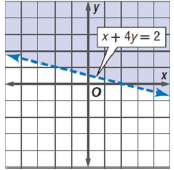 y
x + 4y = 2
x
O